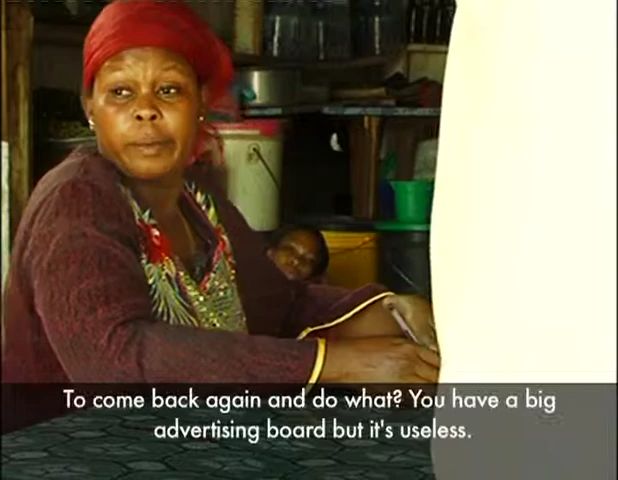 To come back again and do what? You have a big
advertising board but it's useless.